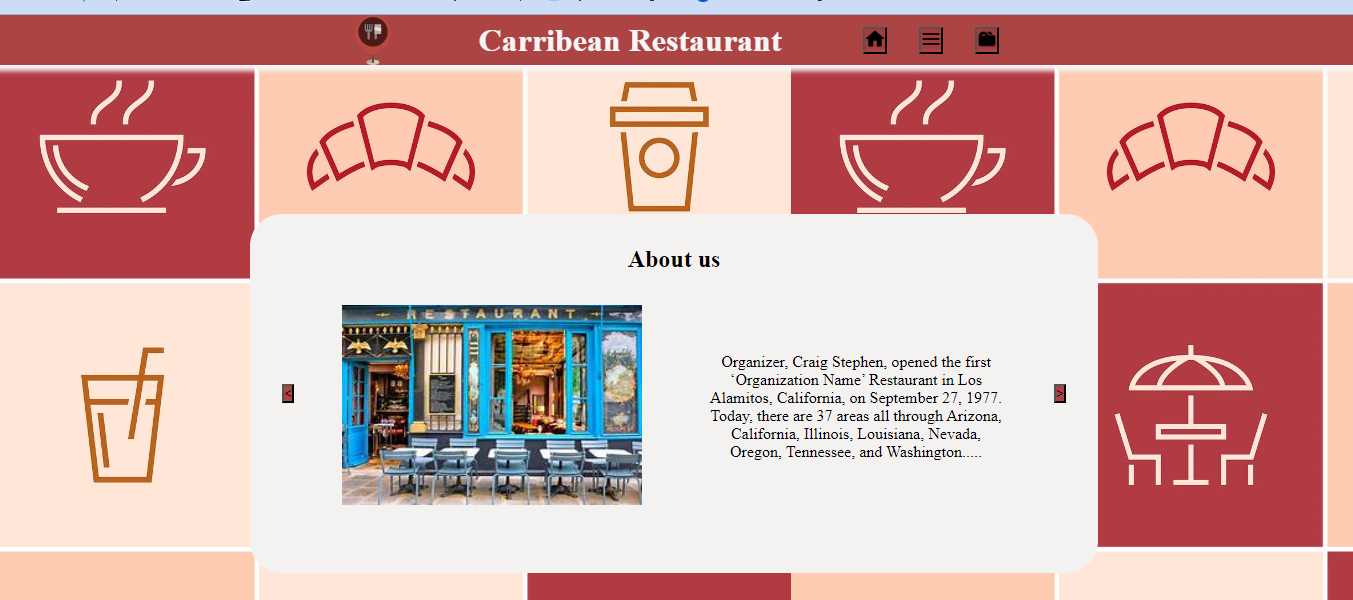 Carribean Restaurant
About us
RESTAURANT
<
Organizer, Craig Stephen, opened the first
‘Organization Name’ Restaurant in Los
Alamitos, California, on September 27, 1977.
Today, there are 37 areas all through Arizona,
California, Illinois, Louisiana, Nevada,
Oregon, Tennessee, and Washington.....
>